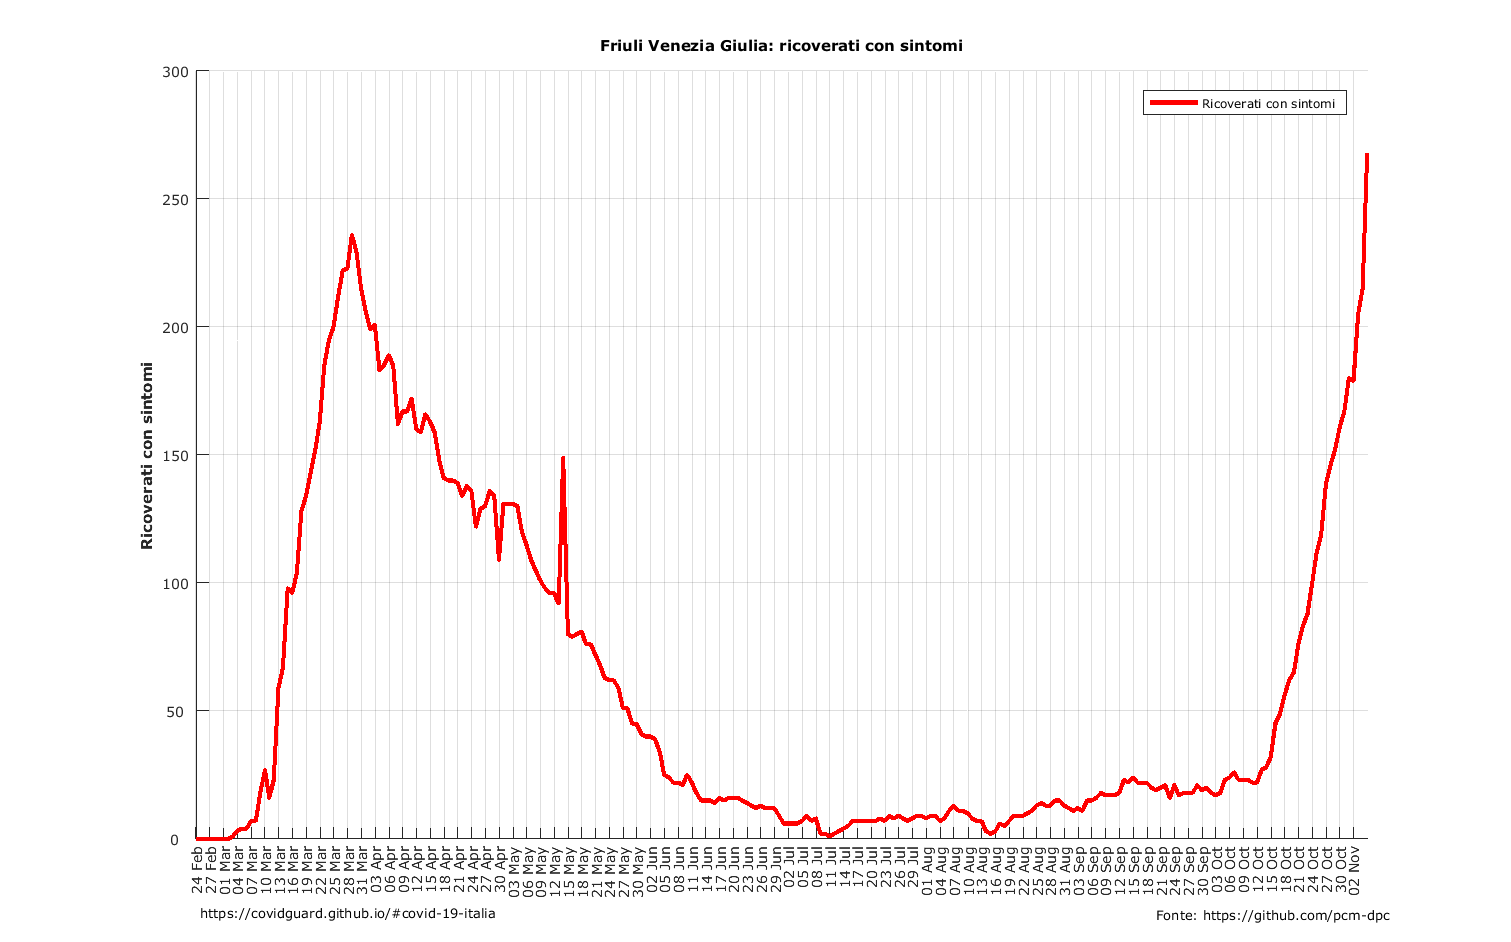 Friuli Venezia Giulia: ricoverati con sintomi
Ricoverati con sintomi
Ricoverati con sintomi
300
250
200
150
100
50
0
24 Feb
27 Feb
01 Mar
04 Mar
07 Mar
10 Mar
13 Mar
16 Mar
19 Mar
22 Mar
25 Mar
28 Mar
31 Mar
03 Apr
06 Apr
09 Apr
12 Apr
15 Apr
18 Apr
21 Apr
24 Apr
27 Apr
30 Apr
03 May
06 May
09 May
12 May
15 May
18 May
21 May
24 May
27 May
30 May
02 Jun
05 Jun
08 Jun
11 Jun
14 Jun
17 Jun
20 Jun
23 Jun
26 Jun
29 Jun
02 Jul
05 Jul
08 Jul
11 Jul
14 Jul
17 Jul
20 Jul
23 Jul
26 Jul
29 Jul
01 Aug
04 Aug
07 Aug
10 Aug
13 Aug
16 Aug
19 Aug
22 Aug
25 Aug
28 Aug
31 Aug
03 Sep
06 Sep
09 Sep
12 Sep
15 Sep
18 Sep
21 Sep
24 Sep
27 Sep
30 Sep
03 Oct
06 Oct
09 Oct
12 Oct
15 Oct
18 Oct
21 Oct
24 Oct
27 Oct
30 Oct
02 Nov
https://covidguard.github.io/#covid-19-italia
Fonte: https://github.com/pcm-dpc